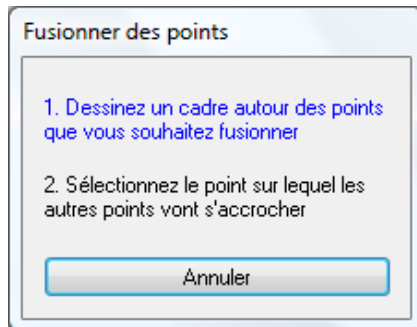 Fusionner des points
1. Dessinez un cadre autour des points
que vous souhaitez fusionner
2. Sélectionnez le point sur lequel les
autres points vont s'accrocher
Annuler